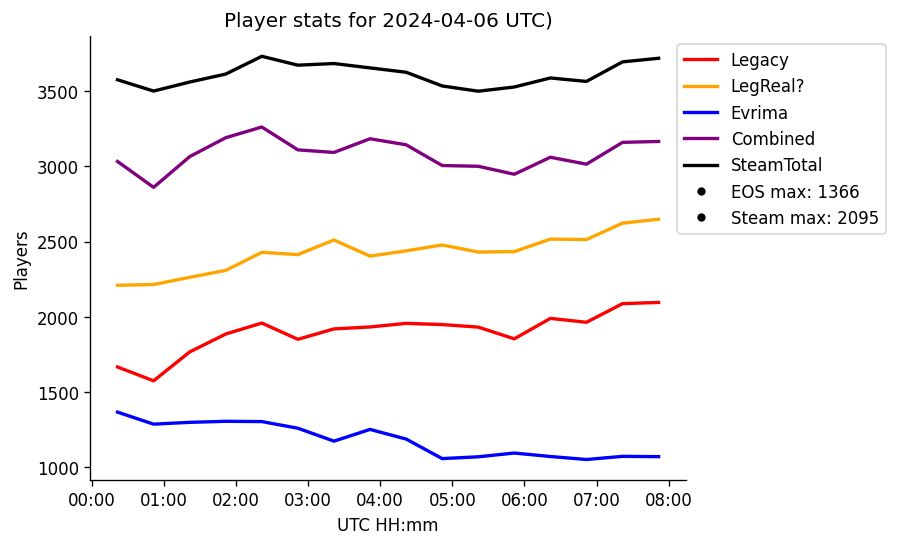 Player stats for 2024-04-06 UTC)
Legacy
LegReal?
Evrima
Combined
SteamTotal
EOS max: 1366
Steam max: 2095
Players
3500
3000
2500
2000
1500
1000
00:00 01:00 02:00 03:00 04:00 05:00 06:00 07:00 08:00
UTC HH:mm